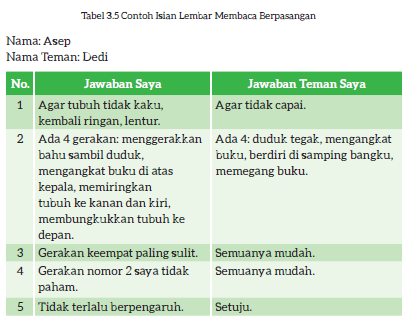 Tabel 3.5 Contoh Isian Lembar Membaca Berpasangan
Nama: Asep
Nama Teman: Dedi
No. Jawaban Saya Jawaban Teman Saya
1 Agar tubuh tidak kaku, Agar tidak capai.
kembali ringan, lentur.
2 Ada 4 gerakan: menggerakkan Ada 4: duduk tegak, mengangkat
bahu sambil duduk, buku, berdiri di samping bangku,
mengangkat buku di atas memegang buku.
kepala, memiringkan
tubuh ke kanan dan kiri,
membungkukkan tubuh ke
depan.
3 Gerakan keempat paling sulit. Semuanya mudah.
4 Gerakan nomor 2 saya tidak Semuanya mudah.
paham.
5 Tidak terlalu berpengaruh. Setuju.